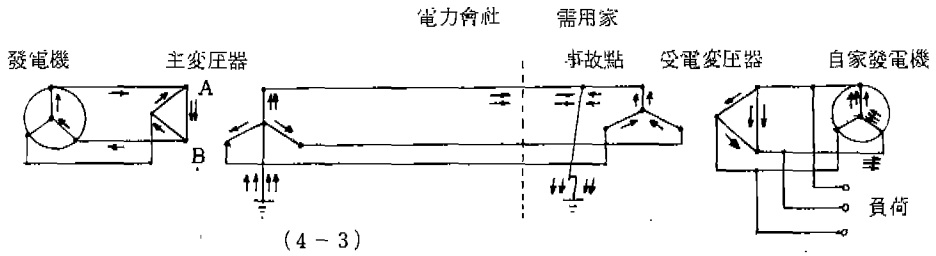 電力會社 需用家
發電機 主変圧器 事故點 受電変圧器 自家發電機
A
B
負荷
(4-3)